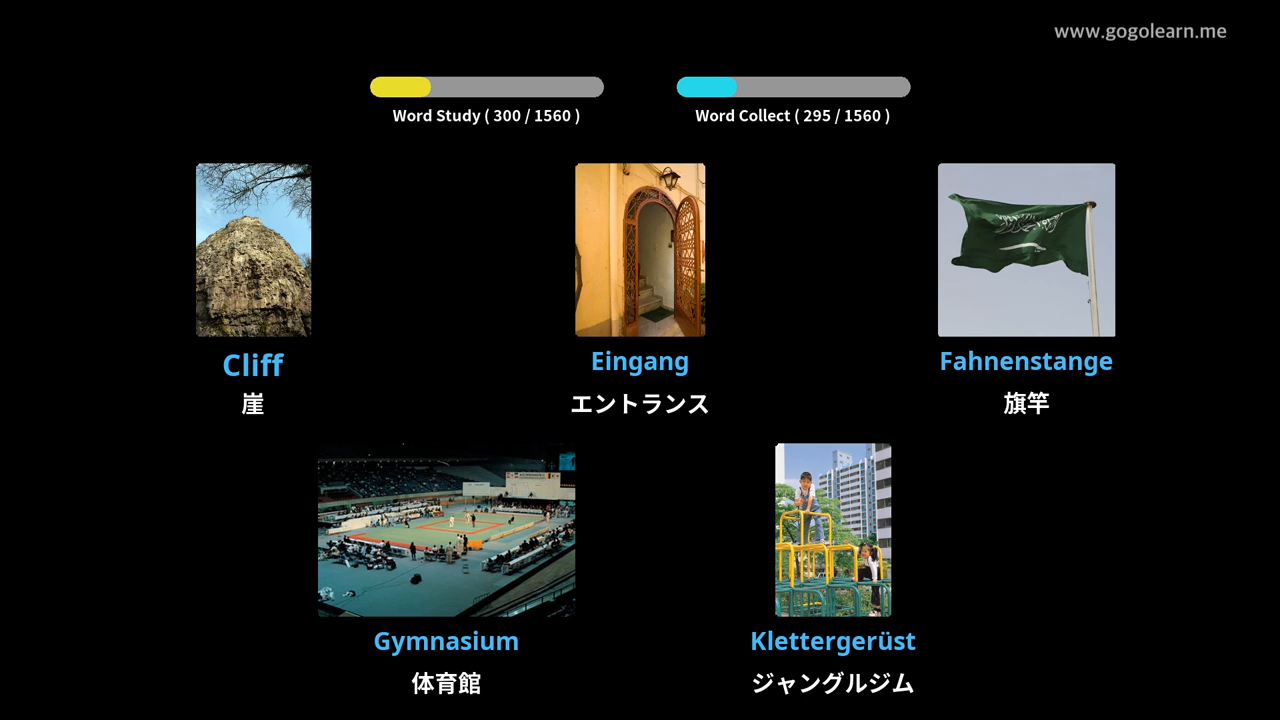 www.gogolearn.me
Word Study ( 300 / 1560 )
Word Collect ( 295 / 1560 )
Cliff
崖
Eingang
エントランス
Fahnenstange
旗竿
Gymnasium
体育館
Klettergerüst
ジャングルジム